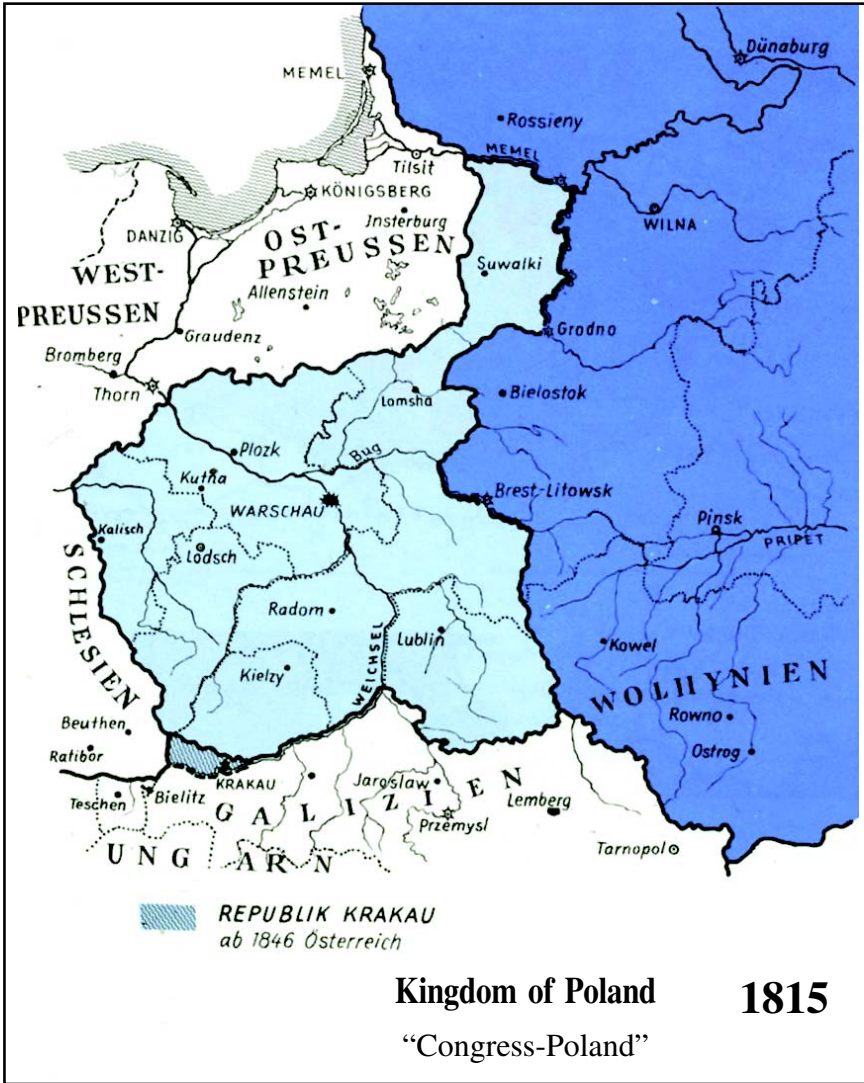 Dünaburg
MEMEL
Rossieny
MEMEL
Tilsit
KÖNIGSBERG
WILNA
DANZIG
Insterburg
OST-
PREUSSEN
WEST-
PREUSSEN
Suwalki
Allenstein
Graudenz
Grodno
Bromberg
Thorn
Lomsha
Bielostok
Plozk
Bug
Kutna
WARSCHAU
Brest-Litowsk
Kalisch
Pinsk
PRIPET
Lodsch
SCHLESIEN
Radom
Lublin
WEICHSEL
Kowel
Kielzy
WOLHYNIEN
Beuthen
Rowno
Ratibor
Ostrog
KRAKAU
Jaroslaw
Teschen
Bielitz
GALIZIEN
Lemberg
Przemysl
UNGARN
Tarnopol
REPUBLIK KRAKAU
ab 1846 Österreich
Kingdom of Poland 1815
“Congress-Poland”